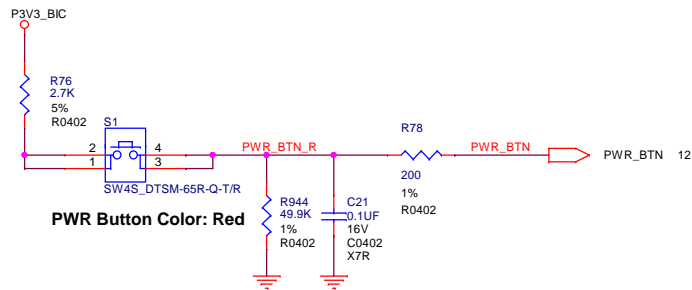 P3V3_BIC
R76
2.7K
5%
R0402
S1
2
1
4
3
SW4S_DTSM-65R-Q-T/R
PWR Button Color: Red
PWR_BTN_R
R944
49.9K
1%
R0402
C21
0.1UF
16V
C0402
X7R
R78
200
1%
R0402
PWR_BTN
PWR_BTN 12